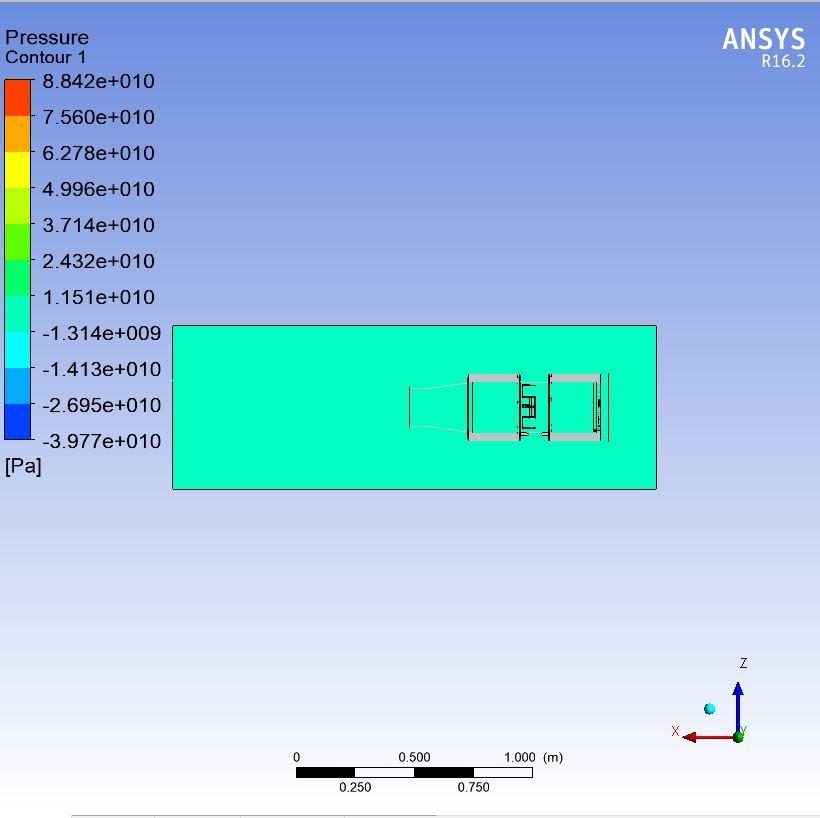 Pressure
Contour 1
8.842e+010
7.560e+010
6.278e+010
4.996e+010
3.714e+010
2.432e+010
1.151e+010
-1.314e+009
-1.413e+010
-2.695e+010
-3.977e+010
[Pa]
ANSYS
R16.2
Z
X
Y
0 0.500 1.000 (m)
0.250 0.750